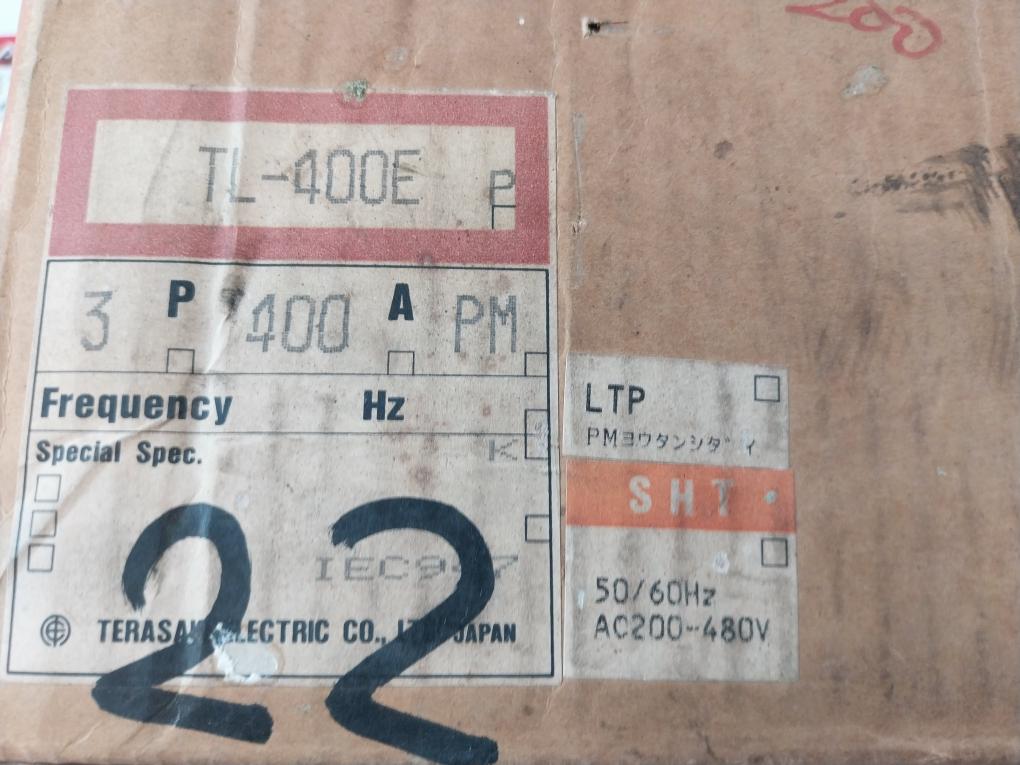 200
TL-400E
P
3 P 400 A PM
Frequency Hz
Special Spec. K
IEC947
TERASAKI ELECTRIC CO., LTD. JAPAN
22
LTP
PMヨウタンシダイ
SHT
50/60Hz
AC200-480V